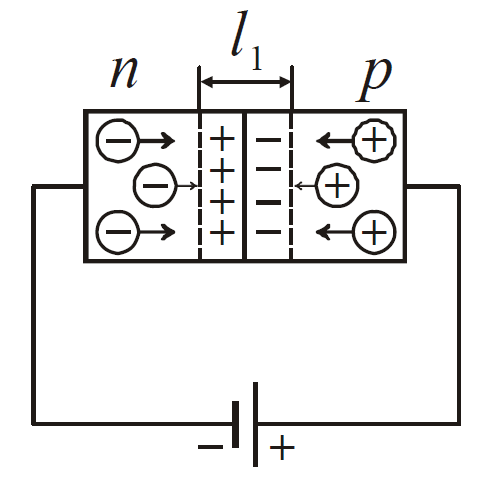 n l₁ p
− + + − +
− + − +
− + −
− + − +
− +